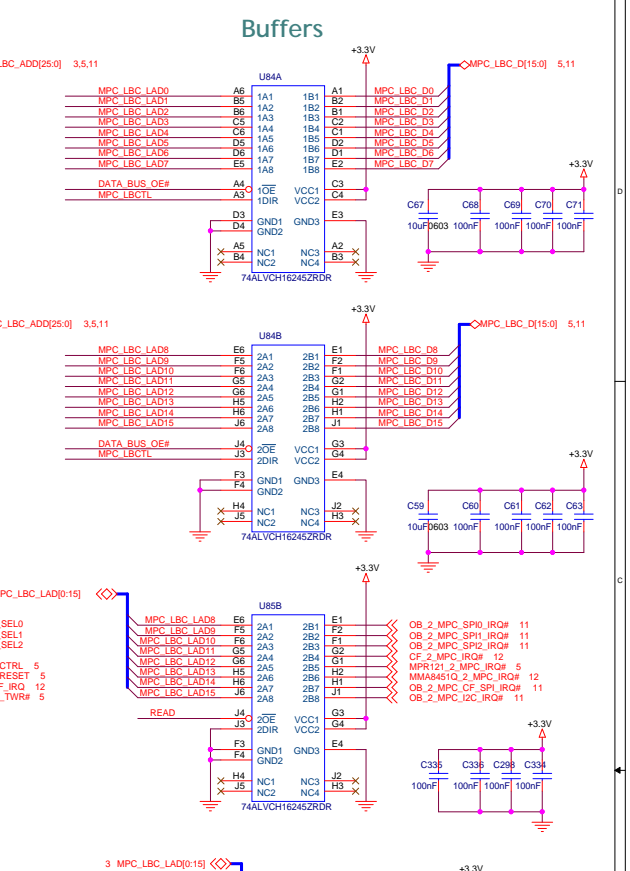 Buffers
LBC_ADD[25:0] 3,5,11
+3.3V
MPC_LBC_D[15:0] 5,11
U84A
MPC_LBC_LAD0 A6 1A1 1B1 A1 MPC_LBC_D0
MPC_LBC_LAD1 B5 1A2 1B2 B2 MPC_LBC_D1
MPC_LBC_LAD2 B6 1A3 1B3 B1 MPC_LBC_D2
MPC_LBC_LAD3 C5 1A4 1B4 C2 MPC_LBC_D3
MPC_LBC_LAD4 C6 1A5 1B5 C1 MPC_LBC_D4
MPC_LBC_LAD5 D5 1A6 1B6 D2 MPC_LBC_D5
MPC_LBC_LAD6 D6 1A7 1B7 D1 MPC_LBC_D6
MPC_LBC_LAD7 E5 1A8 1B8 E2 MPC_LBC_D7
DATA_BUS_OE# A4 1OE VCC1 C3
MPC_LBCTL A3 1DIR VCC2 C4
D3 GND1 GND3 E3
D4 GND2
A5 NC1 NC3 A2
B4 NC2 NC4 B3
74ALVCH16245ZRDR
+3.3V
C67 C68 C69 C70 C71
10uF0603 100nF 100nF 100nF 100nF
D
+3.3V
C_LBC_ADD[25:0] 3,5,11
MPC_LBC_D[15:0] 5,11
U84B
MPC_LBC_LAD8 E6 2A1 2B1 E1 MPC_LBC_D8
MPC_LBC_LAD9 F5 2A2 2B2 F2 MPC_LBC_D9
MPC_LBC_LAD10 F6 2A3 2B3 F1 MPC_LBC_D10
MPC_LBC_LAD11 G5 2A4 2B4 G2 MPC_LBC_D11
MPC_LBC_LAD12 G6 2A5 2B5 G1 MPC_LBC_D12
MPC_LBC_LAD13 H5 2A6 2B6 H2 MPC_LBC_D13
MPC_LBC_LAD14 H6 2A7 2B7 H1 MPC_LBC_D14
MPC_LBC_LAD15 J6 2A8 2B8 J1 MPC_LBC_D15
DATA_BUS_OE# J4 2OE VCC1 G3
MPC_LBCTL J3 2DIR VCC2 G4
F3 GND1 GND3 E4
F4 GND2
H4 NC1 NC3 J2
J5 NC2 NC4 H3
74ALVCH16245ZRDR
+3.3V
C59 C60 C61 C62 C63
10uF0603 100nF 100nF 100nF 100nF
C
+3.3V
PC_LBC_LAD[0:15]
U85B
_SEL0
_SEL1
_SEL2
CTRL 5
RESET 5
F_IRQ 12
_TWR# 5
MPC_LBC_LAD8 E6 2A1 2B1 E1 OB_2_MPC_SPI0_IRQ# 11
MPC_LBC_LAD9 F5 2A2 2B2 F2 OB_2_MPC_SPI1_IRQ# 11
MPC_LBC_LAD10 F6 2A3 2B3 F1 OB_2_MPC_SPI2_IRQ# 11
MPC_LBC_LAD11 G5 2A4 2B4 G2 CF_2_MPC_IRQ# 12
MPC_LBC_LAD12 G6 2A5 2B5 G1 MPR121_2_MPC_IRQ# 5
MPC_LBC_LAD13 H5 2A6 2B6 H2 MMA8451Q_2_MPC_IRQ# 12
MPC_LBC_LAD14 H6 2A7 2B7 H1 OB_2_MPC_CF_SPI_IRQ# 11
MPC_LBC_LAD15 J6 2A8 2B8 J1 OB_2_MPC_I2C_IRQ# 11
READ J4 2OE VCC1 G3
J3 2DIR VCC2 G4
F3 GND1 GND3 E4
F4 GND2
H4 NC1 NC3 J2
J5 NC2 NC4 H3
74ALVCH16245ZRDR
+3.3V
C335 C336 C298 C334
100nF 100nF 100nF 100nF
3 MPC_LBC_LAD[0:15]
+3.3V